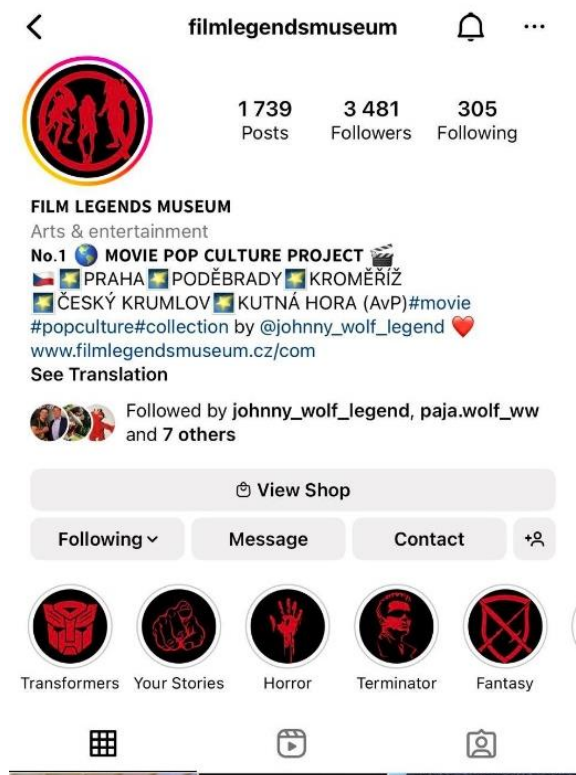 filmlegendsmuseum
1 739 3 481 305
Posts Followers Following
FILM LEGENDS MUSEUM
Arts & entertainment
No.1 🌎 MOVIE POP CULTURE PROJECT 🎬
🇨🇿🌠PRAHA🌠PODĚBRADY🌠KROMĚŘÍŽ
🌠ČESKÝ KRUMLOV🌠KUTNÁ HORA (AvP)#movie
#popculture#collection by @johnny_wolf_legend ❤️
www.filmlegendsmuseum.cz/com
See Translation
Followed by johnny_wolf_legend, paja.wolf_ww
and 7 others
View Shop
Following Message Contact
Transformers Your Stories Horror Terminator Fantasy